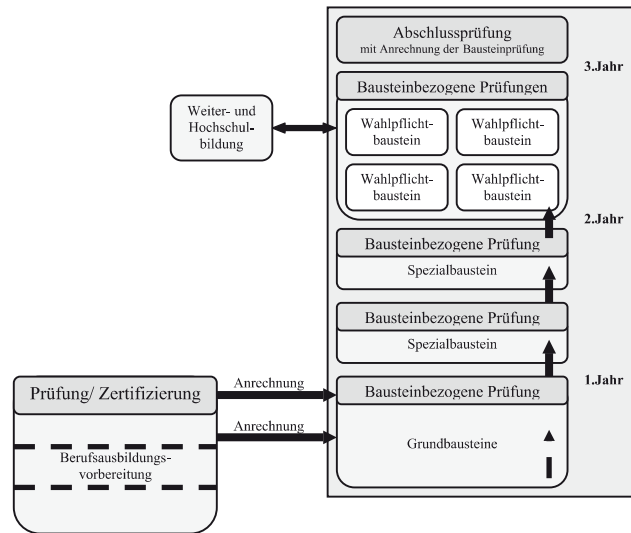 Abschlussprüfung
mit Anrechnung der Bausteinprüfung
3.Jahr
Bausteinbezogene Prüfungen
Weiter- und
Hochschul-
bildung
Wahlpflicht-
baustein
Wahlpflicht-
baustein
Wahlpflicht-
baustein
Wahlpflicht-
baustein
2.Jahr
Bausteinbezogene Prüfung
Spezialbaustein
Bausteinbezogene Prüfung
Spezialbaustein
1.Jahr
Bausteinbezogene Prüfung
Grundbausteine
Prüfung/ Zertifizierung
Anrechnung
Anrechnung
Berufsausbildungs-
vorbereitung